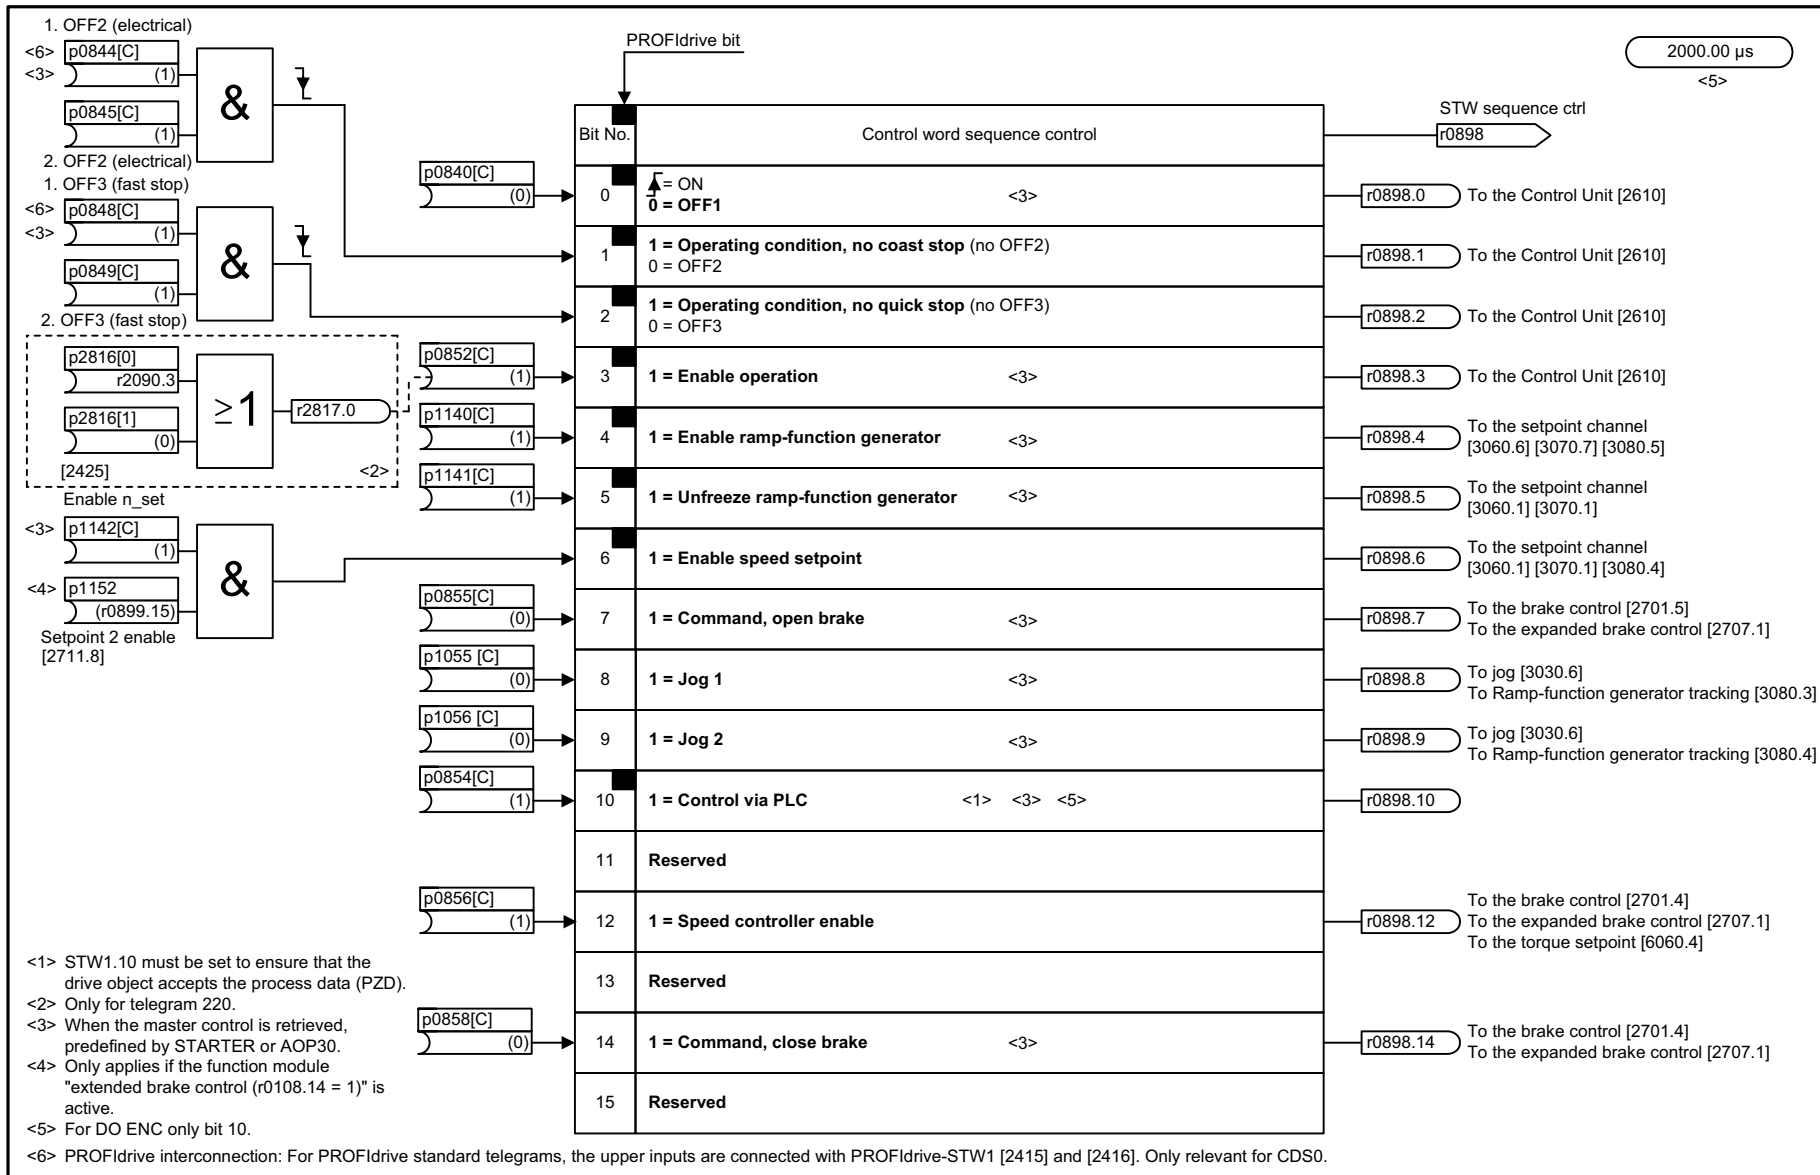 1. OFF2 (electrical)
<6> p0844[C]
<3> (1)
&
p0845[C]
(1)
2. OFF2 (electrical)
1. OFF3 (fast stop)
<6> p0848[C]
<3> (1)
&
p0849[C]
(1)
2. OFF3 (fast stop)
p2816[0]
r2090.3
≥1
r2817.0
p2816[1]
(0)
[2425] <2>
Enable n_set
<3> p1142[C]
(1)
&
<4> p1152
(r0899.15)
Setpoint 2 enable
[2711.8]
PROFIdrive bit
2000.00 µs
<5>
Bit No. Control word sequence control
STW sequence ctrl
r0898
p0840[C]
(0)
0
= ON
0 = OFF1
<3>
r0898.0 To the Control Unit [2610]
1
1 = Operating condition, no coast stop (no OFF2)
0 = OFF2
r0898.1 To the Control Unit [2610]
2
1 = Operating condition, no quick stop (no OFF3)
0 = OFF3
r0898.2 To the Control Unit [2610]
p0852[C]
(1)
3 1 = Enable operation <3>
r0898.3 To the Control Unit [2610]
p1140[C]
(1)
4 1 = Enable ramp-function generator <3>
r0898.4
To the setpoint channel
[3060.6] [3070.7] [3080.5]
p1141[C]
(1)
5 1 = Unfreeze ramp-function generator <3>
r0898.5
To the setpoint channel
[3060.1] [3070.1]
6 1 = Enable speed setpoint
r0898.6
To the setpoint channel
[3060.1] [3070.1] [3080.4]
p0855[C]
(0)
7 1 = Command, open brake <3>
r0898.7
To the brake control [2701.5]
To the expanded brake control [2707.1]
p1055 [C]
(0)
8 1 = Jog 1 <3>
r0898.8
To jog [3030.6]
To Ramp-function generator tracking [3080.3]
p1056 [C]
(0)
9 1 = Jog 2 <3>
r0898.9
To jog [3030.6]
To Ramp-function generator tracking [3080.4]
p0854[C]
(1)
10 1 = Control via PLC <1> <3> <5>
r0898.10
11 Reserved
p0856[C]
(1)
12 1 = Speed controller enable
r0898.12
To the brake control [2701.4]
To the expanded brake control [2707.1]
To the torque setpoint [6060.4]
13 Reserved
p0858[C]
(0)
14 1 = Command, close brake <3>
r0898.14
To the brake control [2701.4]
To the expanded brake control [2707.1]
15 Reserved
<1> STW1.10 must be set to ensure that the
drive object accepts the process data (PZD).
<2> Only for telegram 220.
<3> When the master control is retrieved,
predefined by STARTER or AOP30.
<4> Only applies if the function module
"extended brake control (r0108.14 = 1)" is
active.
<5> For DO ENC only bit 10.
<6> PROFIdrive interconnection: For PROFIdrive standard telegrams, the upper inputs are connected with PROFIdrive-STW1 [2415] and [2416]. Only relevant for CDS0.